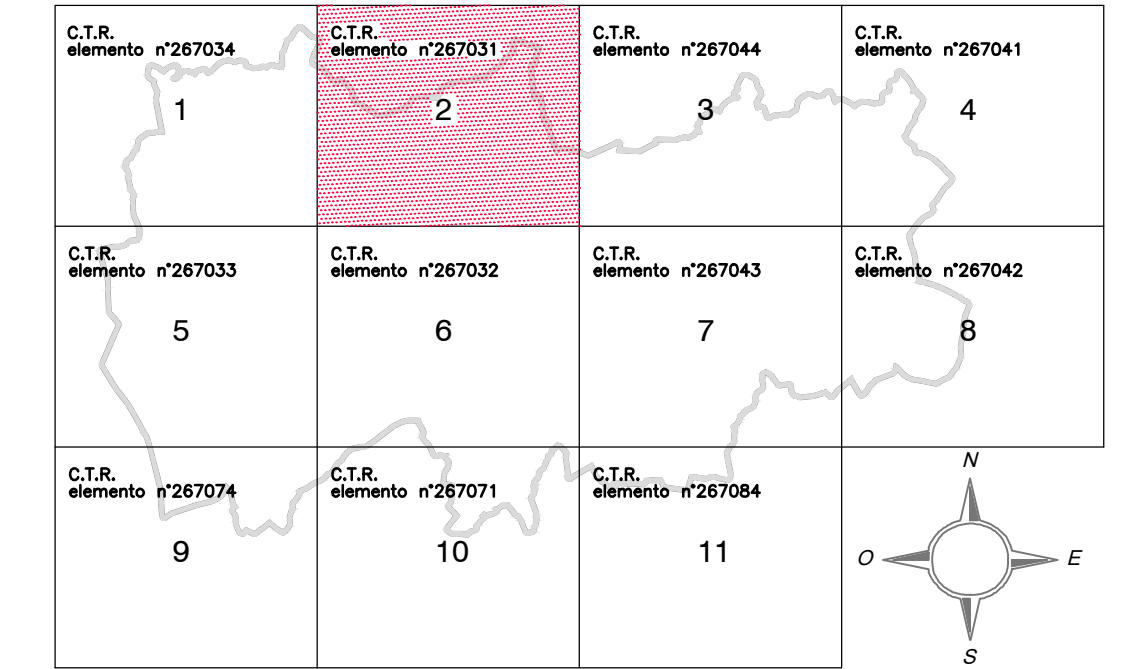 C.T.R.
elemento n°267034
1
C.T.R.
elemento n°267031
2
C.T.R.
elemento n°267044
3
C.T.R.
elemento n°267041
4
C.T.R.
elemento n°267033
5
C.T.R.
elemento n°267032
6
C.T.R.
elemento n°267043
7
C.T.R.
elemento n°267042
8
C.T.R.
elemento n°267074
9
C.T.R.
elemento n°267071
10
C.T.R.
elemento n°267084
11
N
O
E
S